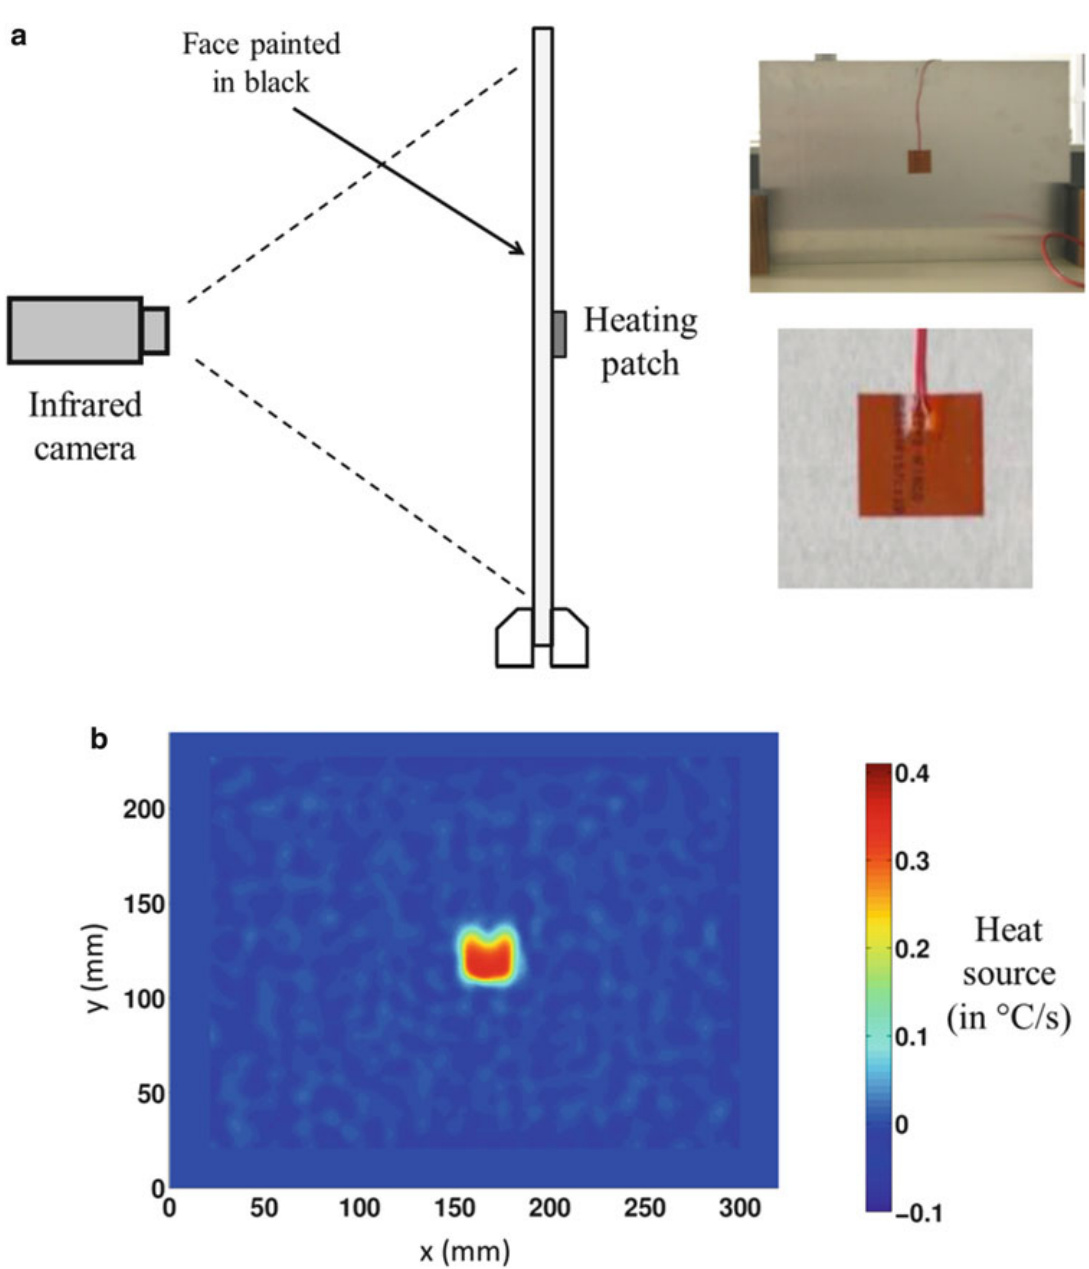 a
Face painted
in black
Heating
patch
Infrared
camera
b
200
150
100
50
0
y (mm)
0 50 100 150 200 250 300
x (mm)
0.4
0.3
0.2
0.1
0
−0.1
Heat
source
(in °C/s)